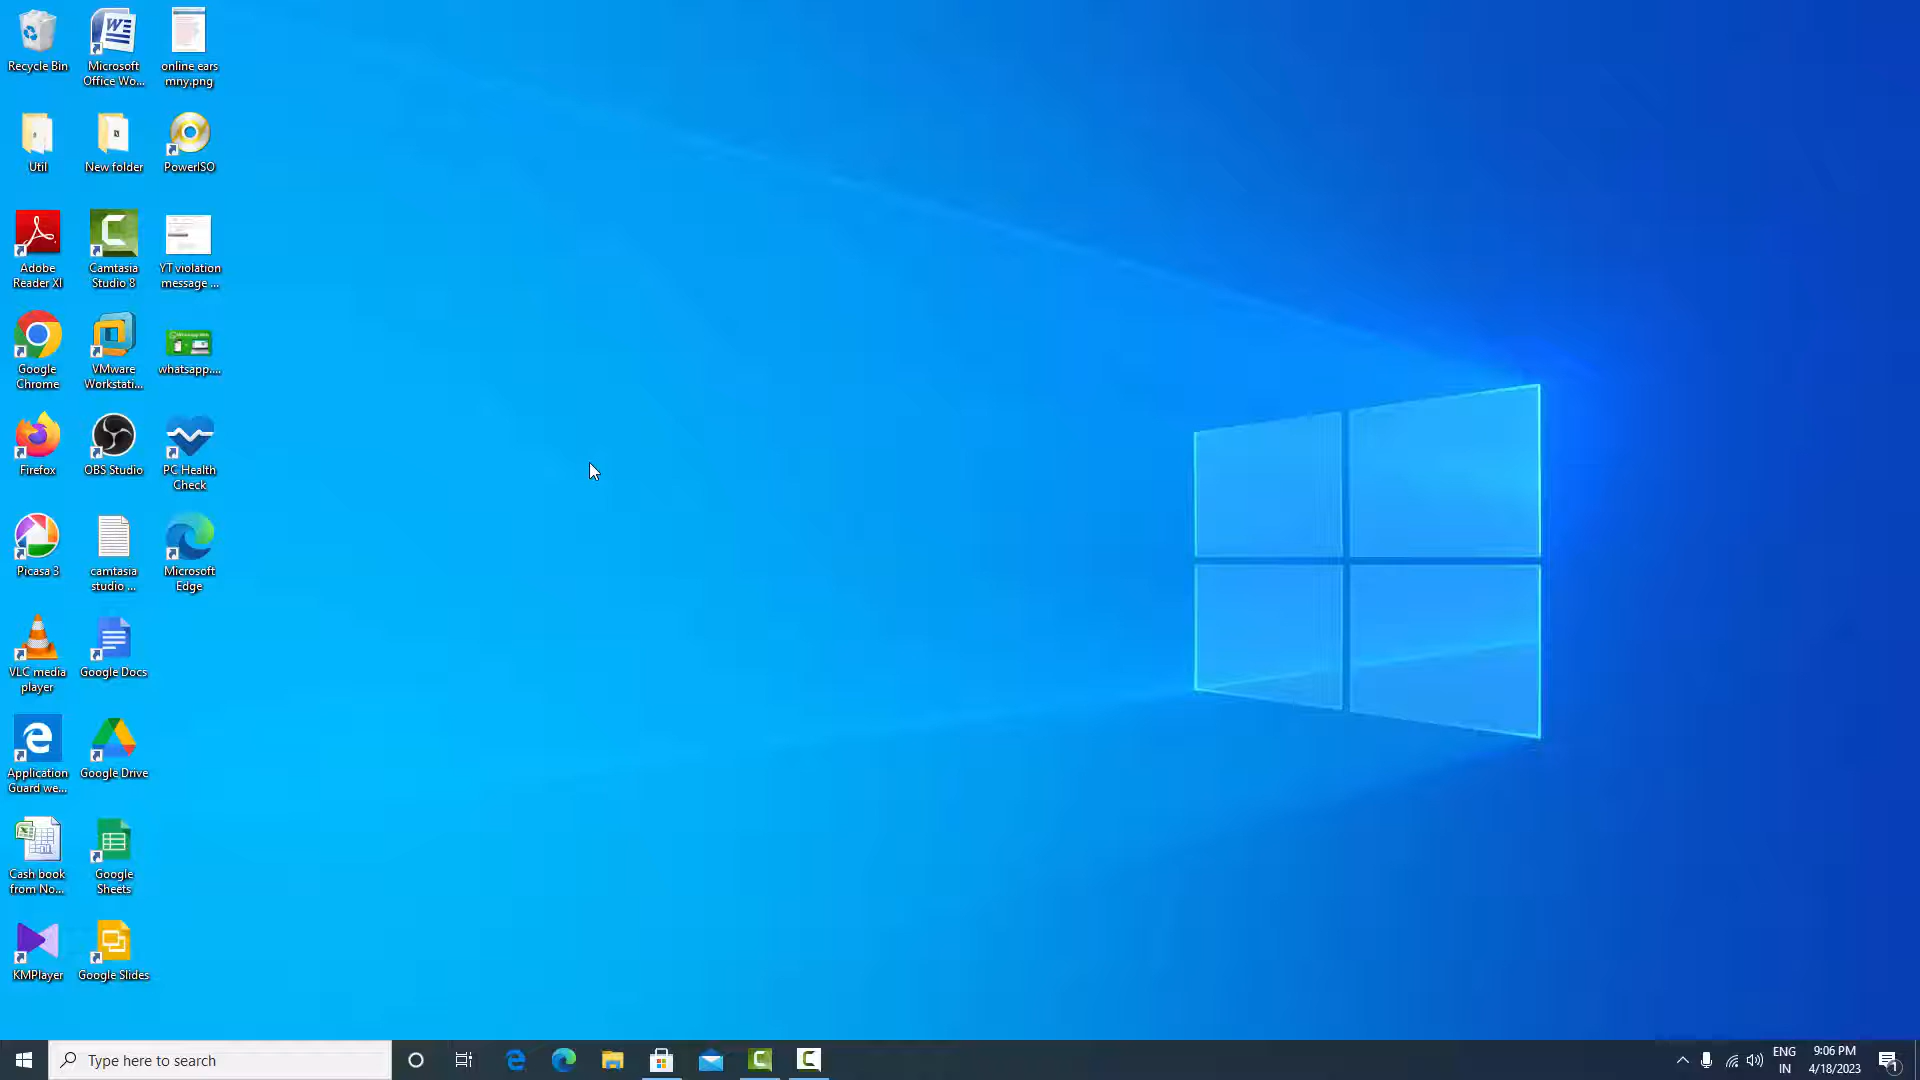 Recycle Bin
Microsoft
Office Wo...
online ears
mny.png
Util
New folder
PowerISO
Adobe
Reader XI
Camtasia
Studio 8
YT violation
message ...
Google
Chrome
VMware
Workstati...
whatsapp....
Firefox
OBS Studio
PC Health
Check
Picasa 3
camtasia
studio ...
Microsoft
Edge
VLC media
player
Google Docs
Application
Guard we...
Google Drive
Cash book
from No...
Google
Sheets
KMPlayer
Google Slides
Type here to search
ENG
IN
9:06 PM
4/18/2023
1